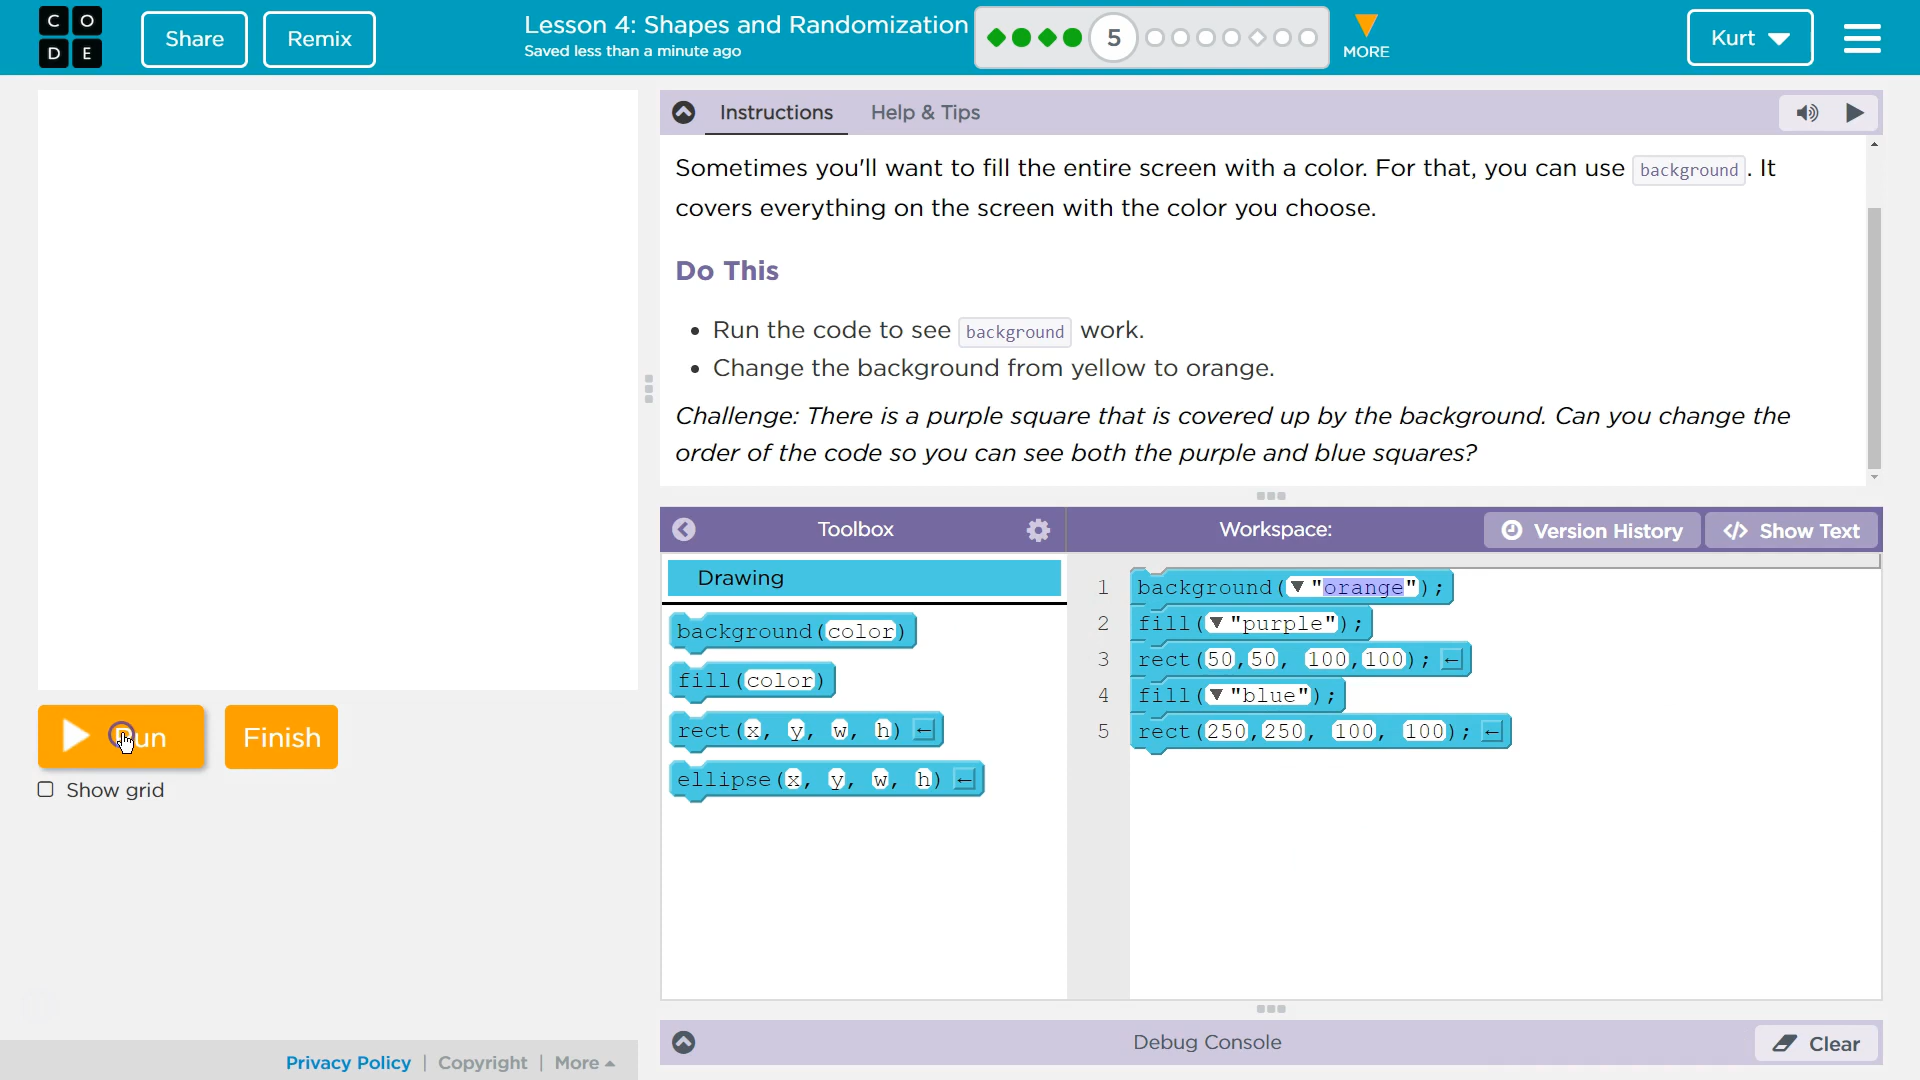 C O
D E
Share
Remix
Lesson 4: Shapes and Randomization
Saved less than a minute ago
5
MORE
Kurt
Instructions
Help & Tips
Sometimes you'll want to fill the entire screen with a color. For that, you can use background. It
covers everything on the screen with the color you choose.
Do This
• Run the code to see background work.
• Change the background from yellow to orange.
Challenge: There is a purple square that is covered up by the background. Can you change the
order of the code so you can see both the purple and blue squares?
Toolbox
Workspace:
Version History
</> Show Text
Drawing
background(color)
fill(color)
rect(x, y, w, h) ←
ellipse(x, y, w, h) ←
1 background(▼"orange");
2 fill(▼"purple");
3 rect(50,50, 100,100); ←
4 fill(▼"blue");
5 rect(250,250, 100, 100); ←
Run
Finish
Show grid
Debug Console
Clear
Privacy Policy | Copyright | More